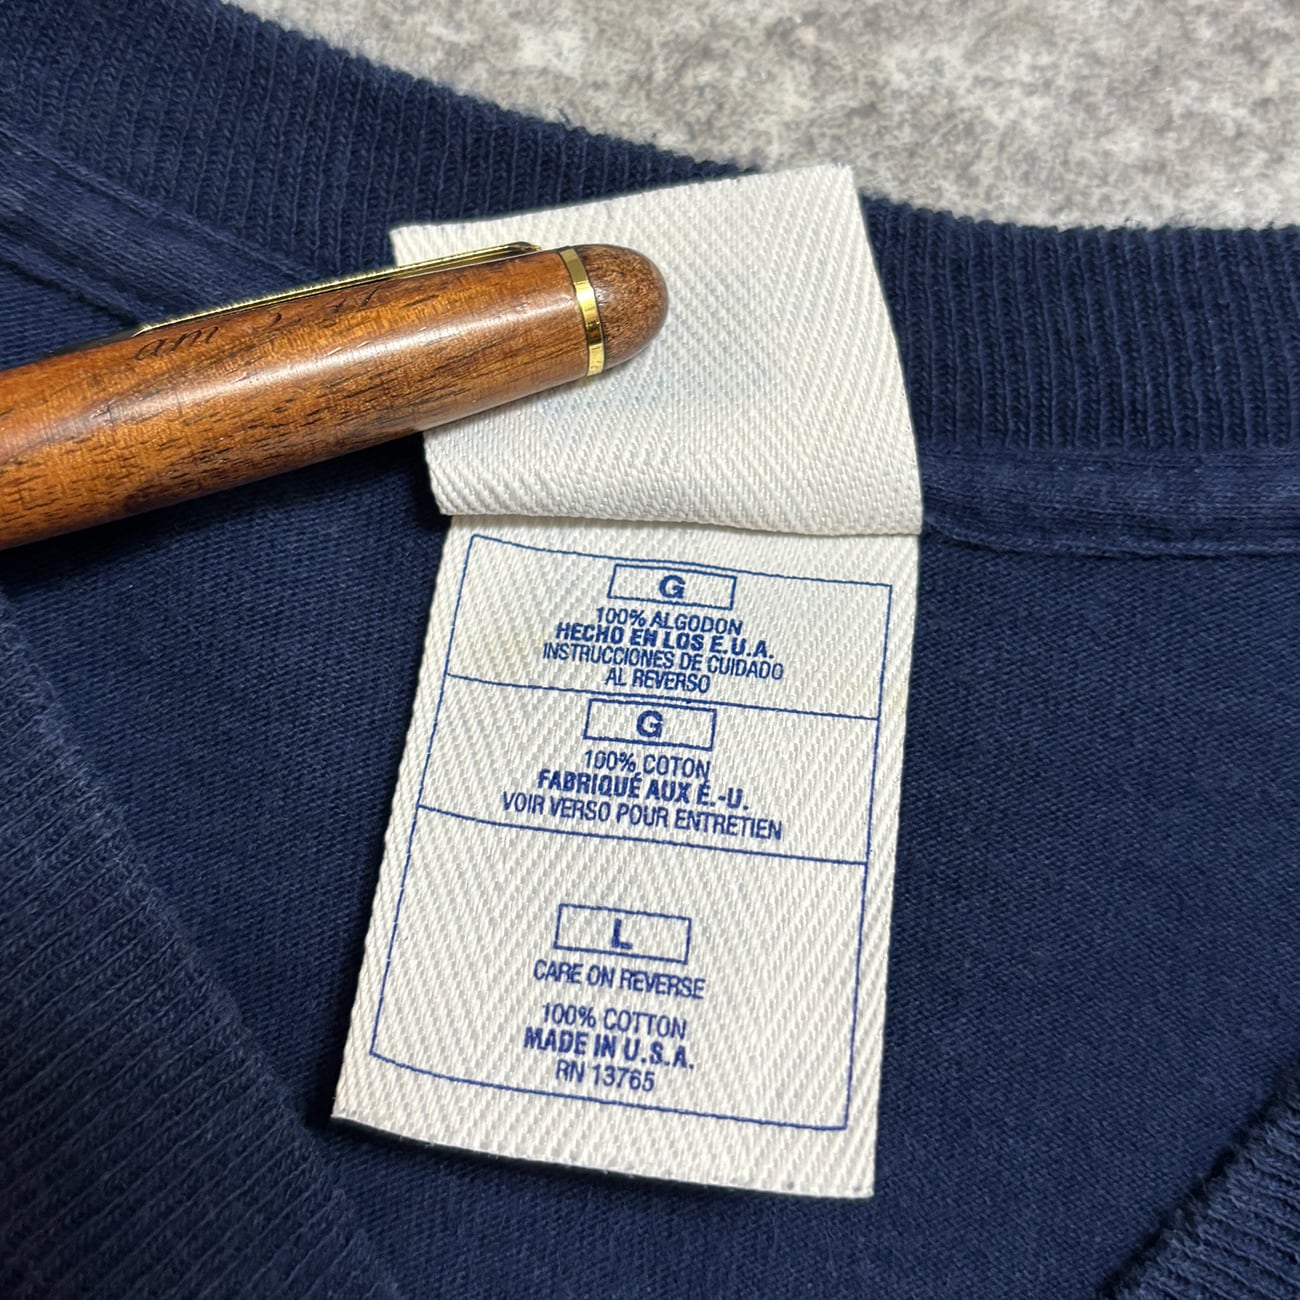 G
100% ALGODON
HECHO EN LOS E.U.A.
INSTRUCCIONES DE CUIDADO
AL REVERSO
G
100% COTON
FABRIQUÉ AUX É.-U.
VOIR VERSO POUR ENTRETIEN
L
CARE ON REVERSE
100% COTTON
MADE IN U.S.A.
RN 13765